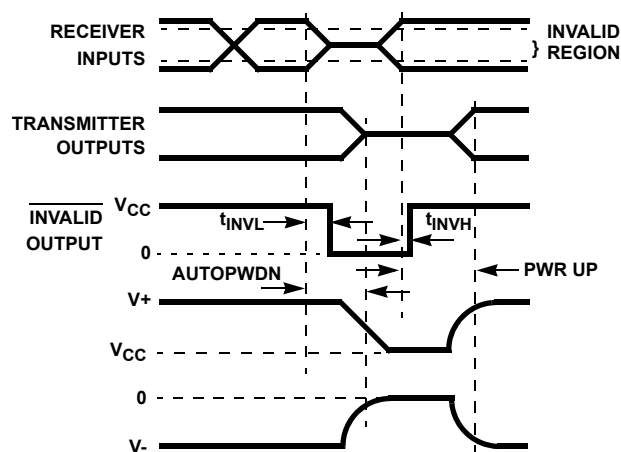 RECEIVER
INPUTS
INVALID
} REGION
TRANSMITTER
OUTPUTS
INVALID
OUTPUT
VCC
0
tINVL
tINVH
AUTOPWDN
PWR UP
V+
VCC
0
V-